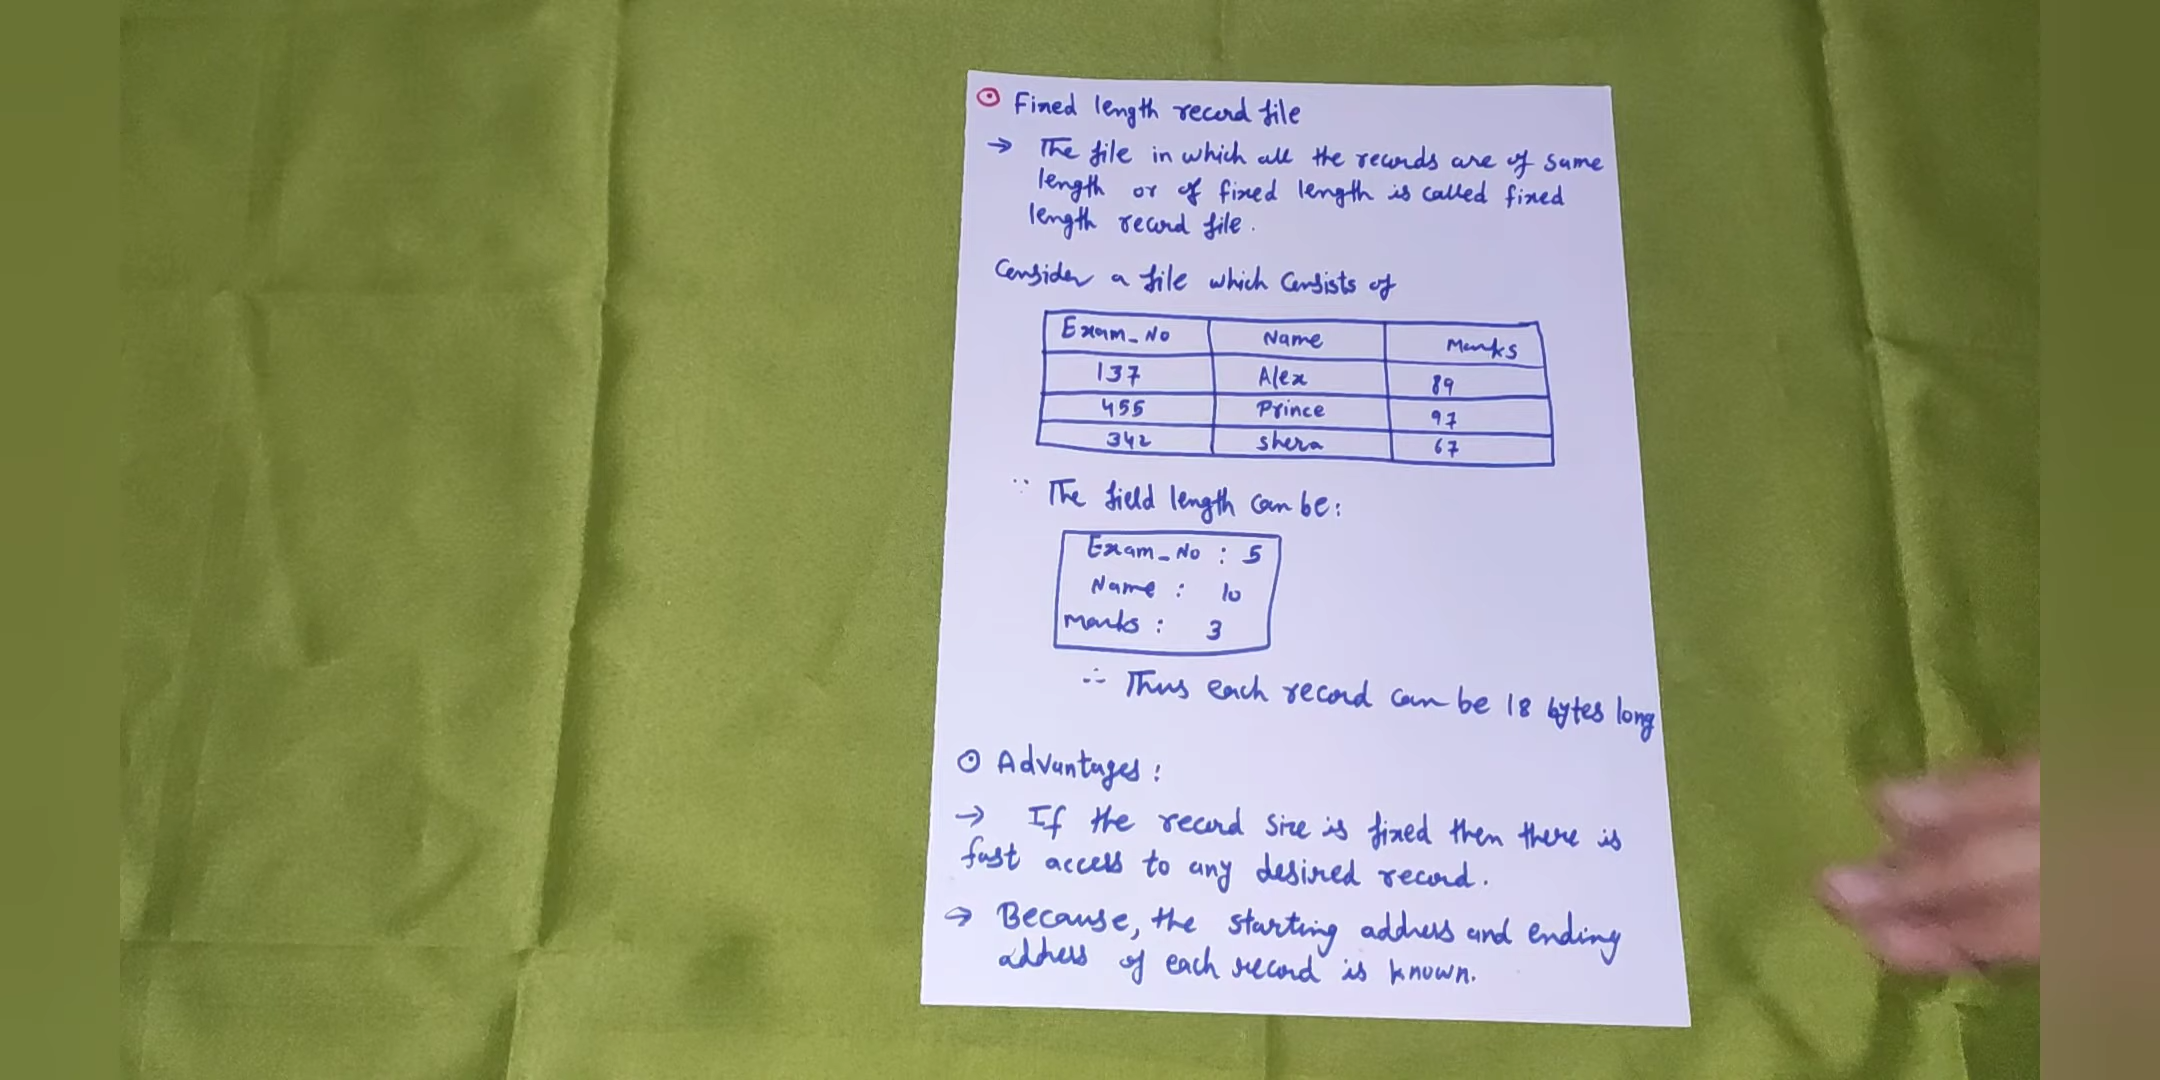 Fixed length record file
→ The file in which all the records are of same
length or of fixed length is called fixed
length record file.
Consider a file which consists of
Exam_No Name Marks
137 Alex 89
455 Prince 97
342 shera 67
∵ The field length can be:
Exam_No : 5
Name : 10
marks : 3
∴ Thus each record can be 18 bytes long
Advantages:
→ If the record size is fixed then there is
fast access to any desired record.
→ Because, the starting address and ending
address of each record is known.